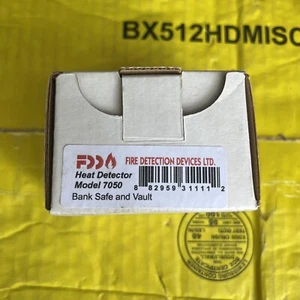 BX512HDMISC
FDD FIRE DETECTION DEVICES LTD.
Heat Detector
Model 7050
8 82959 31111 2
Bank Safe and Vault